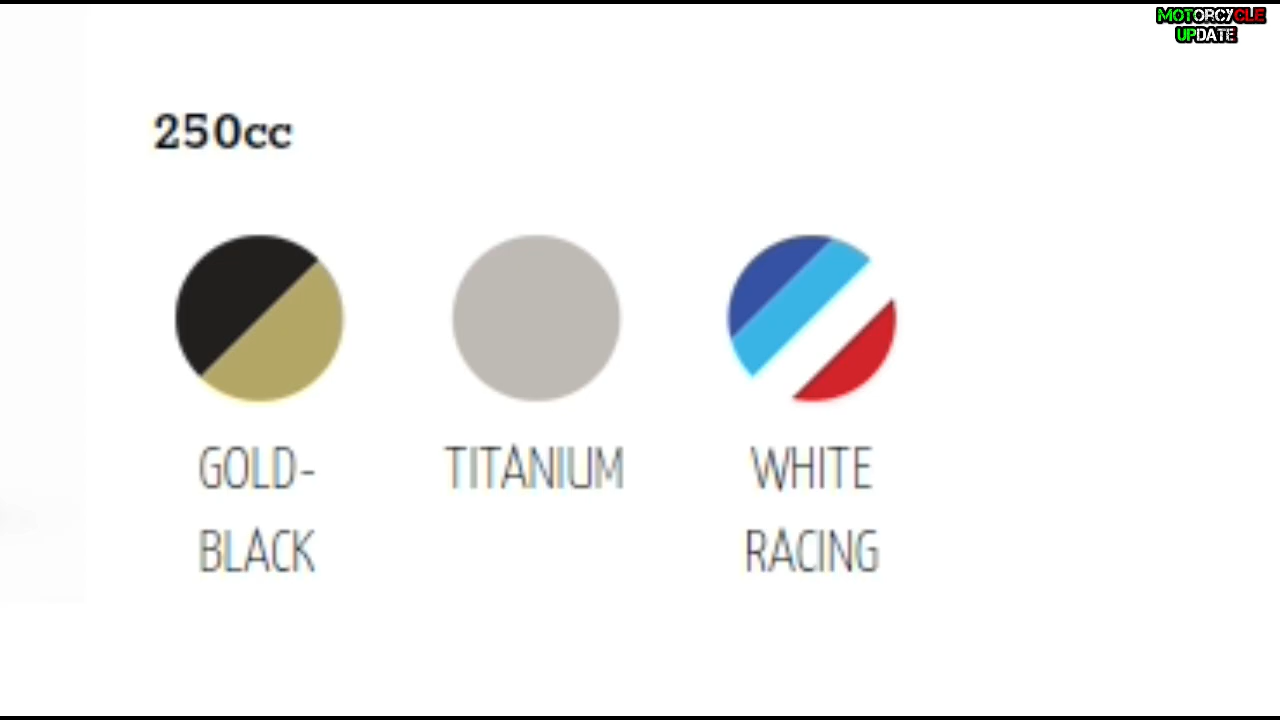 MOTORCYCLE
UPDATE
250cc
GOLD-
BLACK
TITANIUM
WHITE
RACING